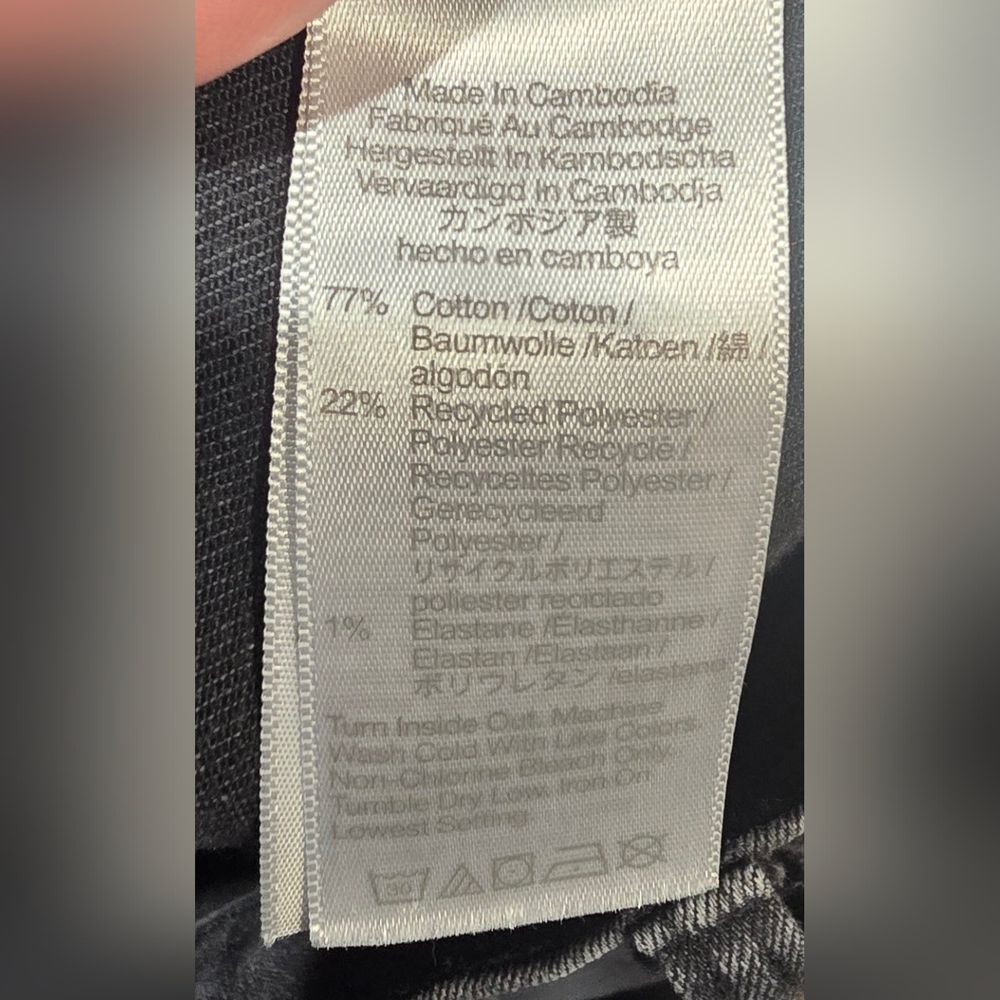 Made In Cambodia
Fabriqué Au Cambodge
Hergestellt In Kambodscha
Vervaardigd In Cambodja
カンボジア製
hecho en camboya
77% Cotton /Coton /
Baumwolle /Katoen /綿 /
algodón
22% Recycled Polyester
Polyester Recyclé /
Recyceltes Polyester /
Gerecycleerd
Polyester /
リサイクルポリエステル /
poliester reciclado
1% Elastane /Élasthanne /
Elastan /Elastaan /
ポリウレタン /elastano
Turn Inside Out. Machine
Wash Cold With Like Colors.
Non-Chlorine Bleach Only.
Tumble Dry Low. Iron On
Lowest Setting.
30